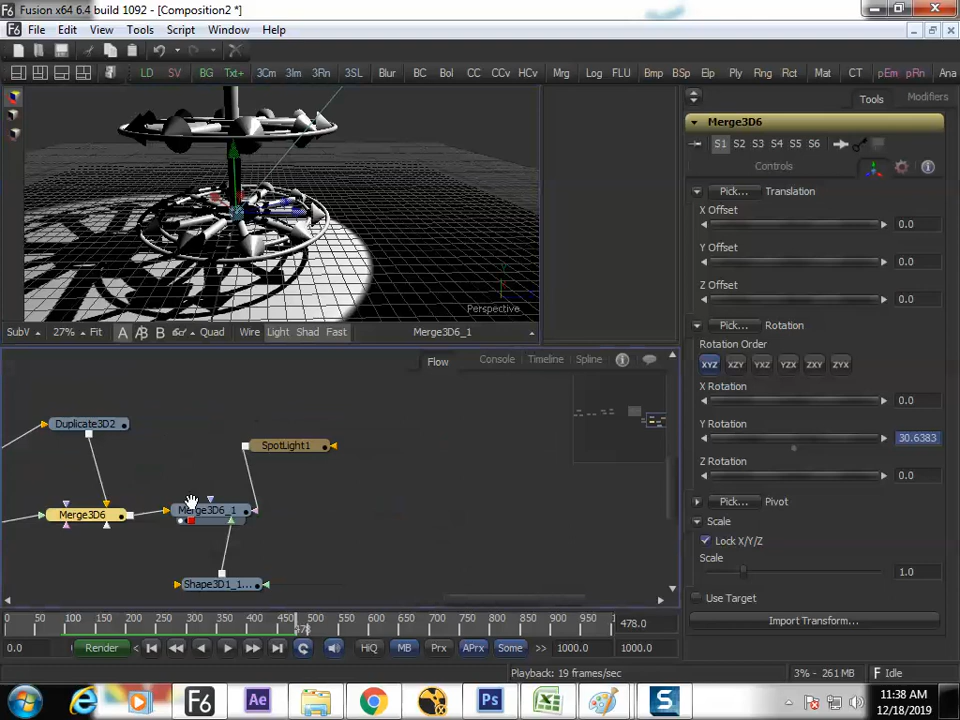 Fusion x64 6.4 build 1092 - [Composition2 *]
File Edit View Tools Script Window Help
LD SV BG Txt+ 3Cm 3Im 3Rn 3SL Blur BC Bol CC CCv HCv Mrg Log FLU Bmp BSp Elp Ply Rng Rct Mat CT pEm pRn Ana
Tools Modifiers
Merge3D6
S1 S2 S3 S4 S5 S6
Controls
Pick... Translation
X Offset
0.0
Y Offset
0.0
Z Offset
0.0
Pick... Rotation
Rotation Order
XYZ XZY YXZ YZX ZXY ZYX
X Rotation
0.0
Y Rotation
30.6383
Z Rotation
0.0
Pick... Pivot
Scale
Lock X/Y/Z
Scale
1.0
Use Target
Import Transform...
Perspective
SubV 27% Fit A B Quad Wire Light Shad Fast Merge3D6_1
Flow Console Timeline Spline
Duplicate3D2
SpotLight1
Merge3D6
Merge3D6_1
Shape3D1_1...
0 50 100 150 200 250 300 350 400 450 500 550 600 650 700 750 800 850 900 950
478
478.0
0.0 Render HiQ MB Prx APrx Some >> 1000.0 1000.0
Playback: 19 frames/sec
3% - 261 MB
Idle
F6 Ae Ps S
11:38 AM
12/18/2019